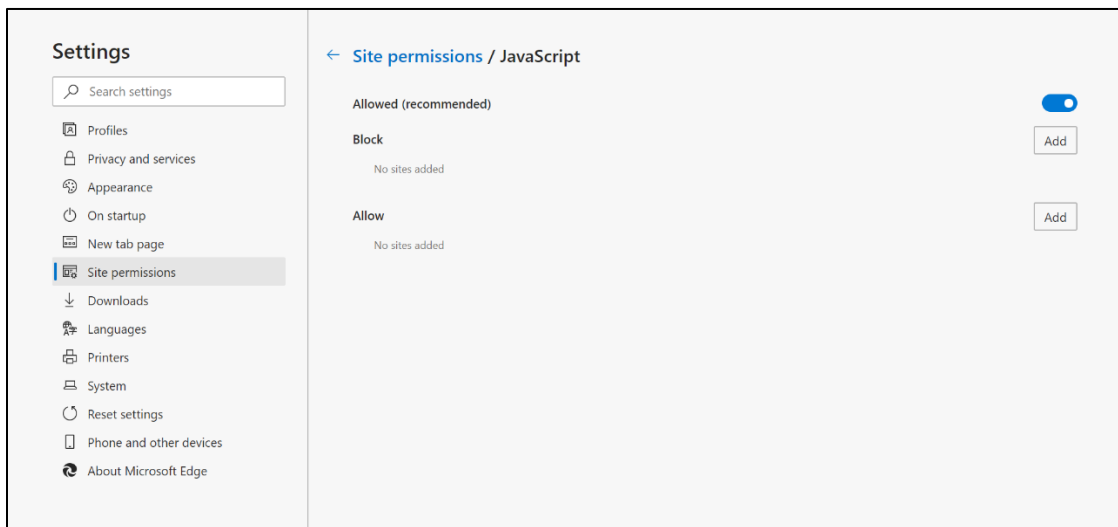 Settings
Search settings
Profiles
Privacy and services
Appearance
On startup
New tab page
Site permissions
Downloads
Languages
Printers
System
Reset settings
Phone and other devices
About Microsoft Edge
Site permissions / JavaScript
Allowed (recommended)
Block
Add
No sites added
Allow
Add
No sites added